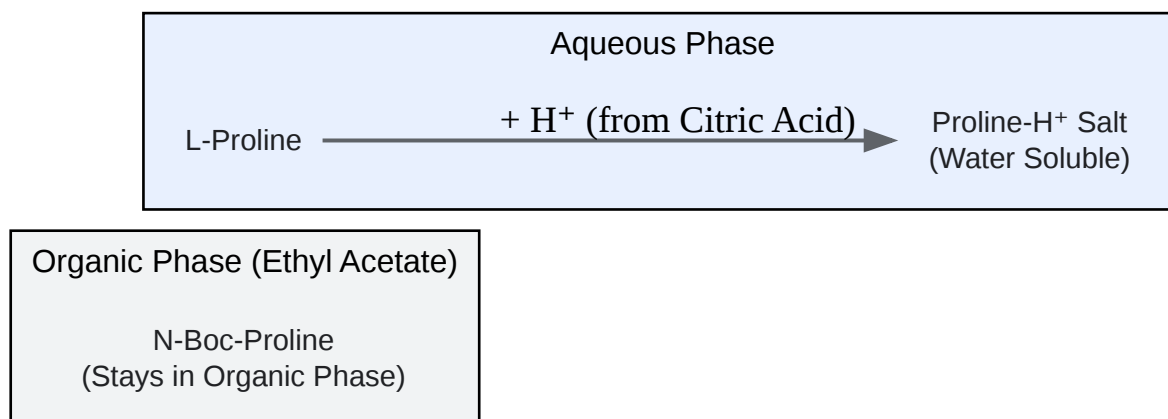 Aqueous Phase
+ H⁺ (from Citric Acid)
L-Proline
Proline-H⁺ Salt
(Water Soluble)
Organic Phase (Ethyl Acetate)
N-Boc-Proline
(Stays in Organic Phase)